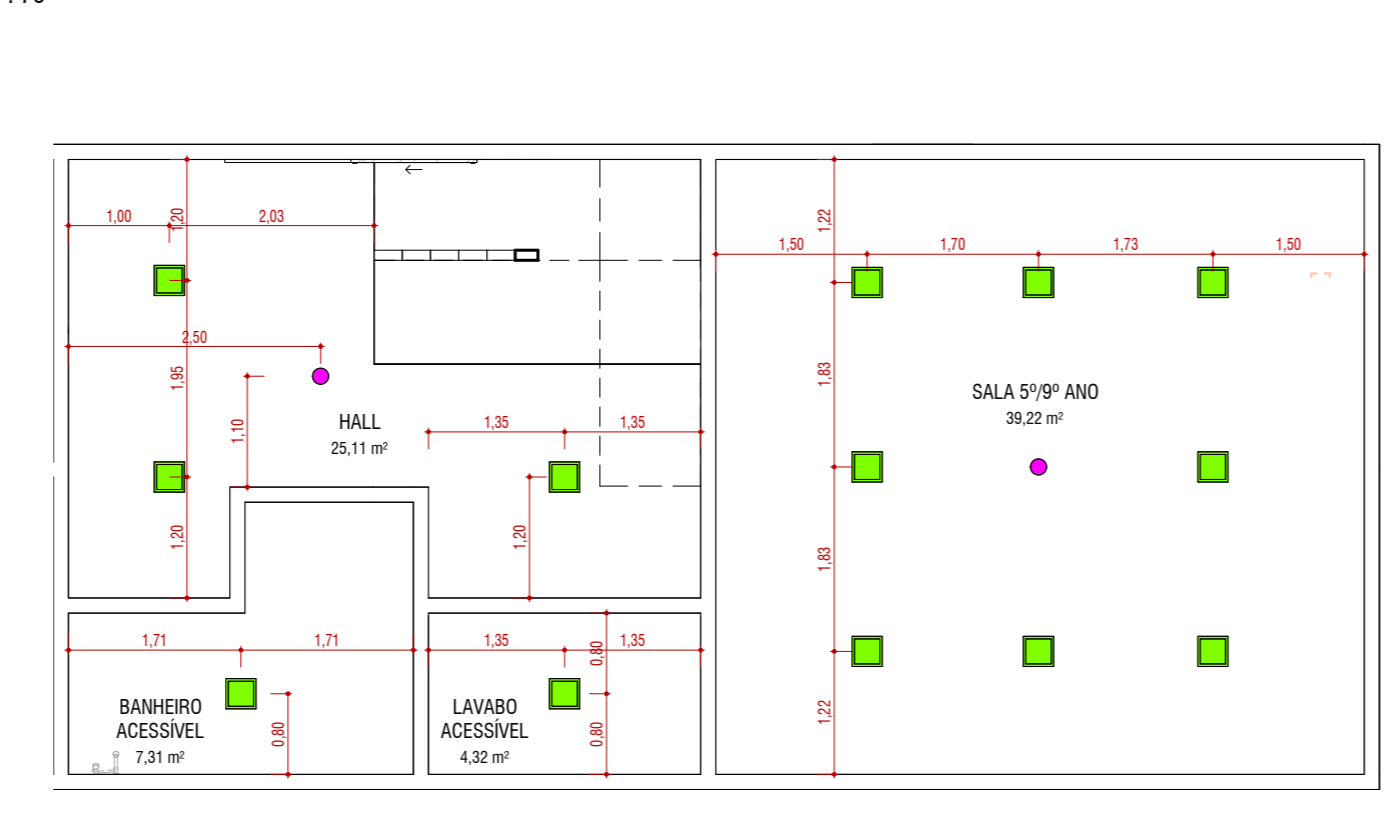 1,00
1,20
2,03
2,50
1,95
1,10
HALL
25,11 m²
1,35
1,35
1,20
1,20
1,71
1,71
BANHEIRO
ACESSÍVEL
7,31 m²
0,80
1,35
0,80
1,35
LAVABO
ACESSÍVEL
4,32 m²
0,80
1,22
1,50
1,70
1,73
1,50
1,83
SALA 5º/9º ANO
39,22 m²
1,83
1,22